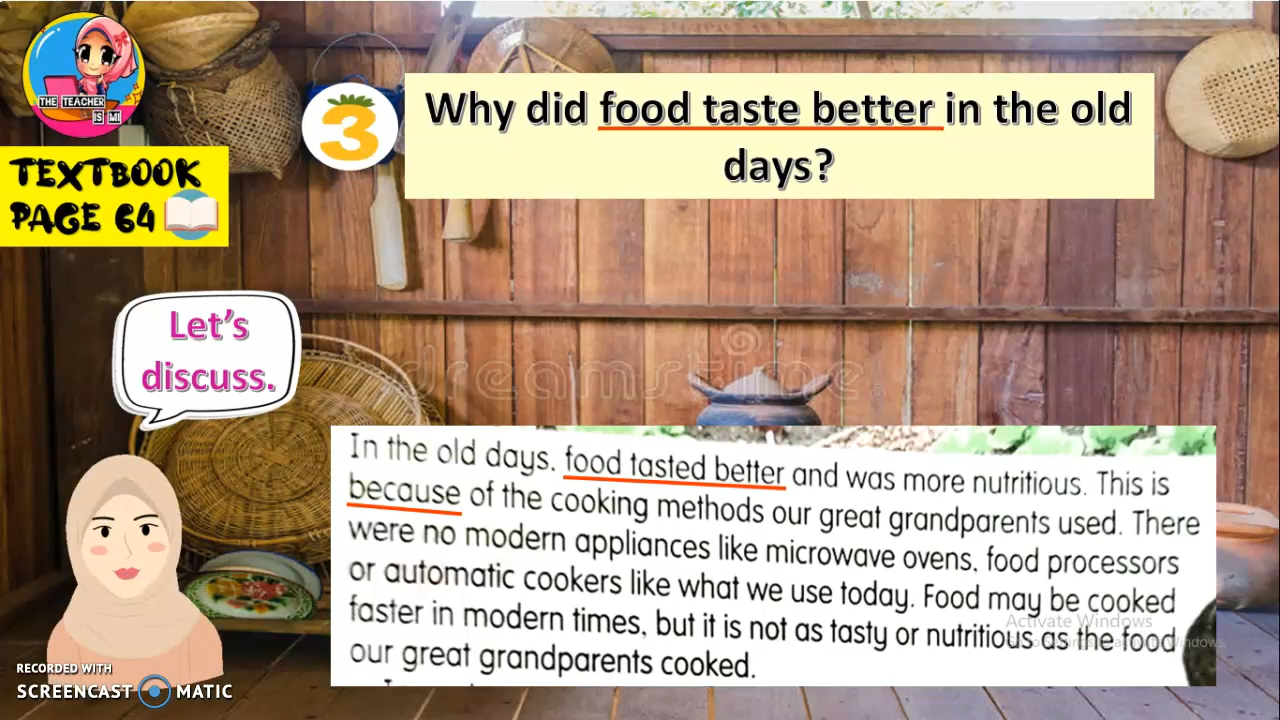 THE TEACHER
IS MI
3
Why did food taste better in the old
days?
TEXTBOOK
PAGE 64
Let's
discuss.
dreamstime
In the old days, food tasted better and was more nutritious. This is
because of the cooking methods our great grandparents used. There
were no modern appliances like microwave ovens, food processors
or automatic cookers like what we use today. Food may be cooked
faster in modern times, but it is not as tasty or nutritious as the food
our great grandparents cooked.
Activate Windows
RECORDED WITH
SCREENCAST MATIC